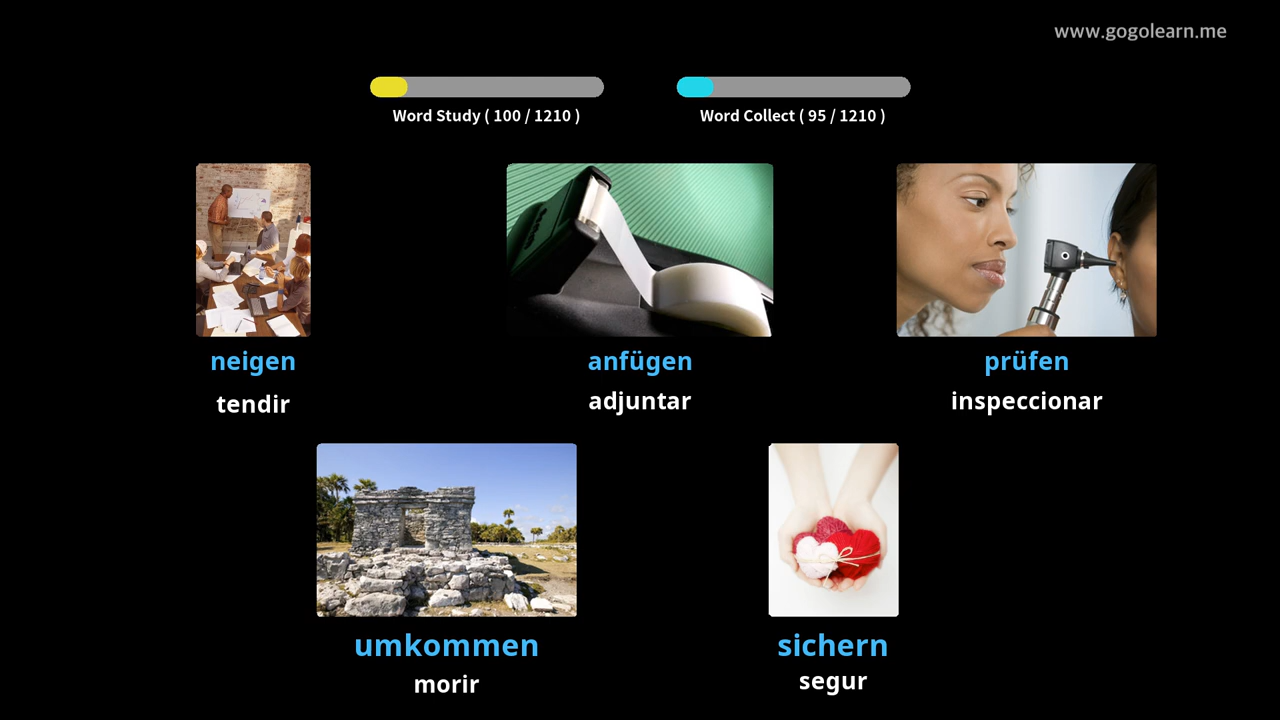 www.gogolearn.me
Word Study ( 100 / 1210 )
Word Collect ( 95 / 1210 )
neigen
tendir
anfügen
adjuntar
prüfen
inspeccionar
umkommen
morir
sichern
segur